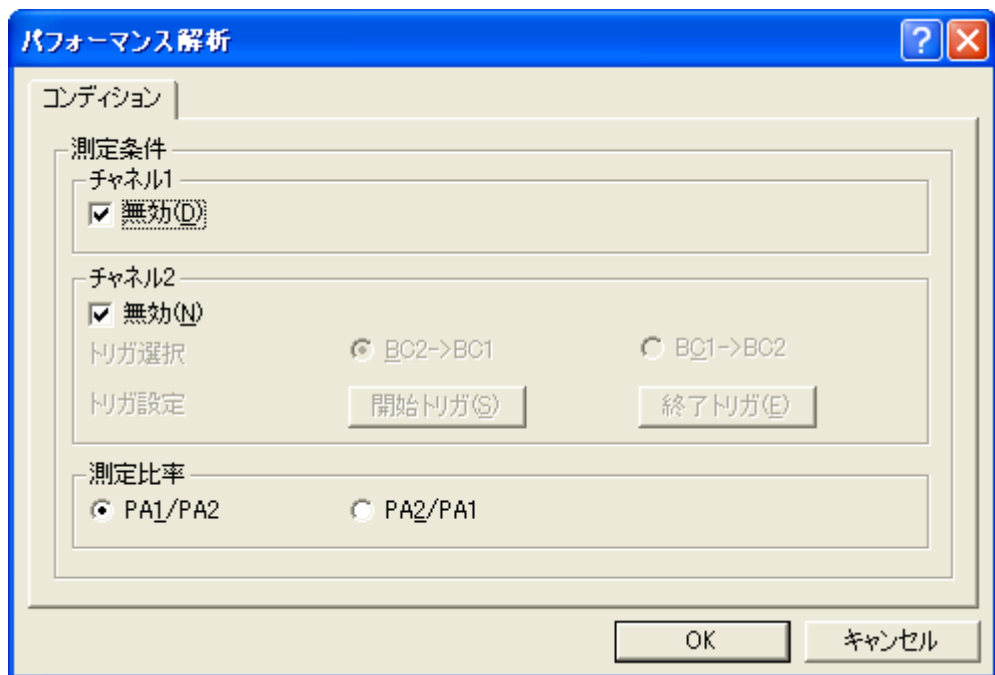 パフォーマンス解析
コンディション
測定条件
チャネル1
無効(D)
チャネル2
無効(N)
トリガ選択 BC2->BC1 BC1->BC2
トリガ設定 開始トリガ(S) 終了トリガ(E)
測定比率
PA1/PA2 PA2/PA1
OK キャンセル